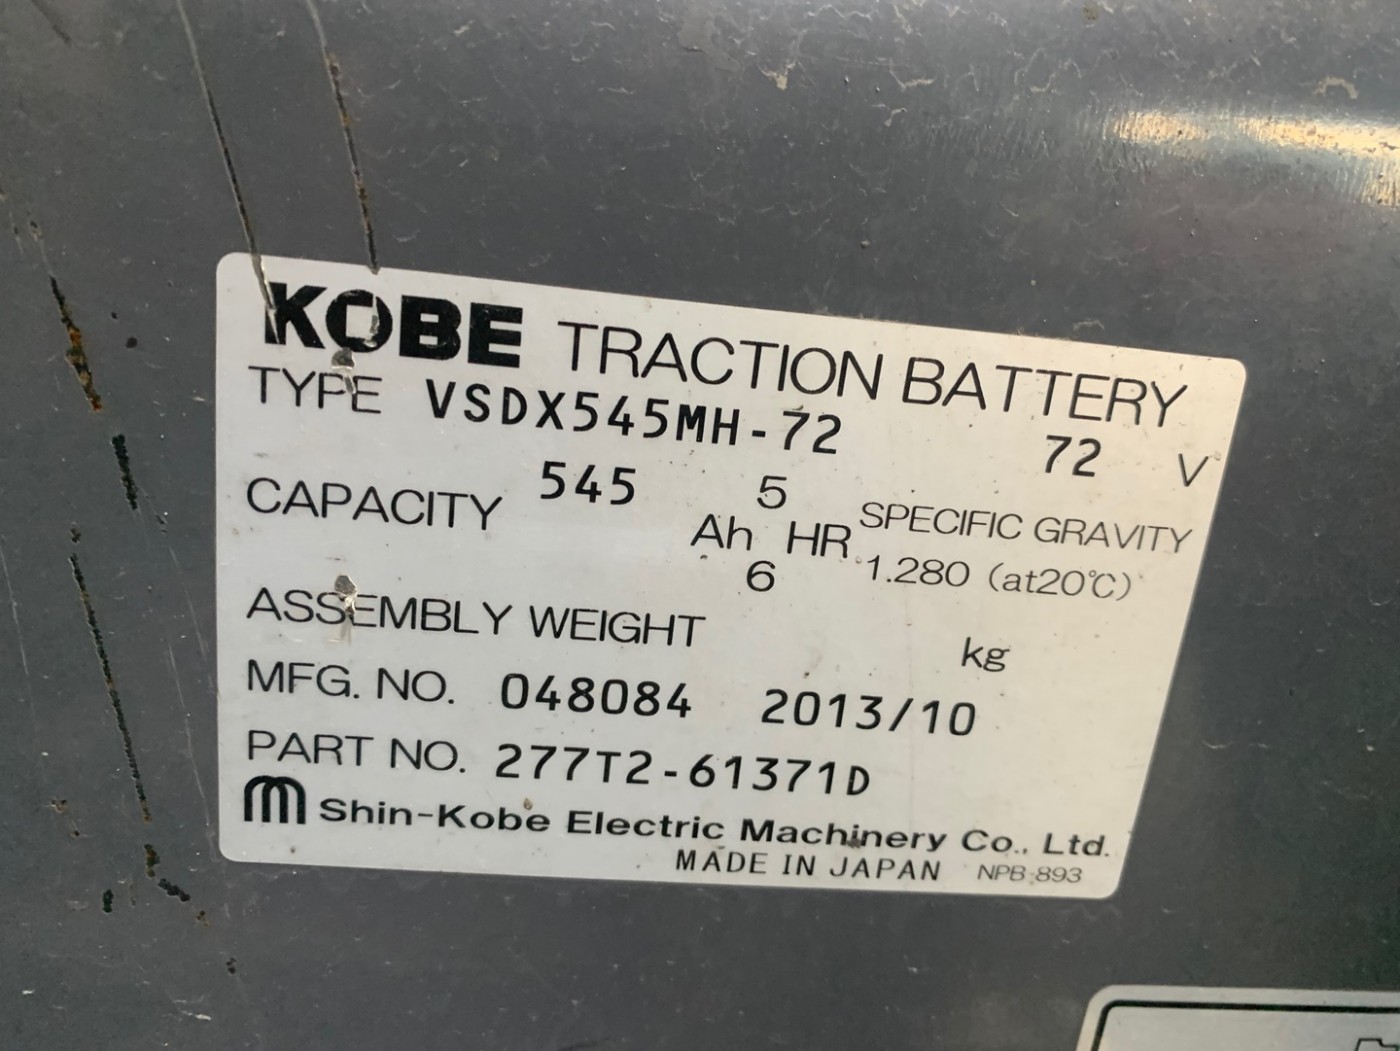 KOBE TRACTION BATTERY
TYPE VSDX545MH-72 72 V
CAPACITY 545 Ah 5 HR SPECIFIC GRAVITY
6 1.280 (at20℃)
ASSEMBLY WEIGHT kg
MFG. NO. 048084 2013/10
PART NO. 277T2-61371D
Shin-Kobe Electric Machinery Co., Ltd.
MADE IN JAPAN NPB-893